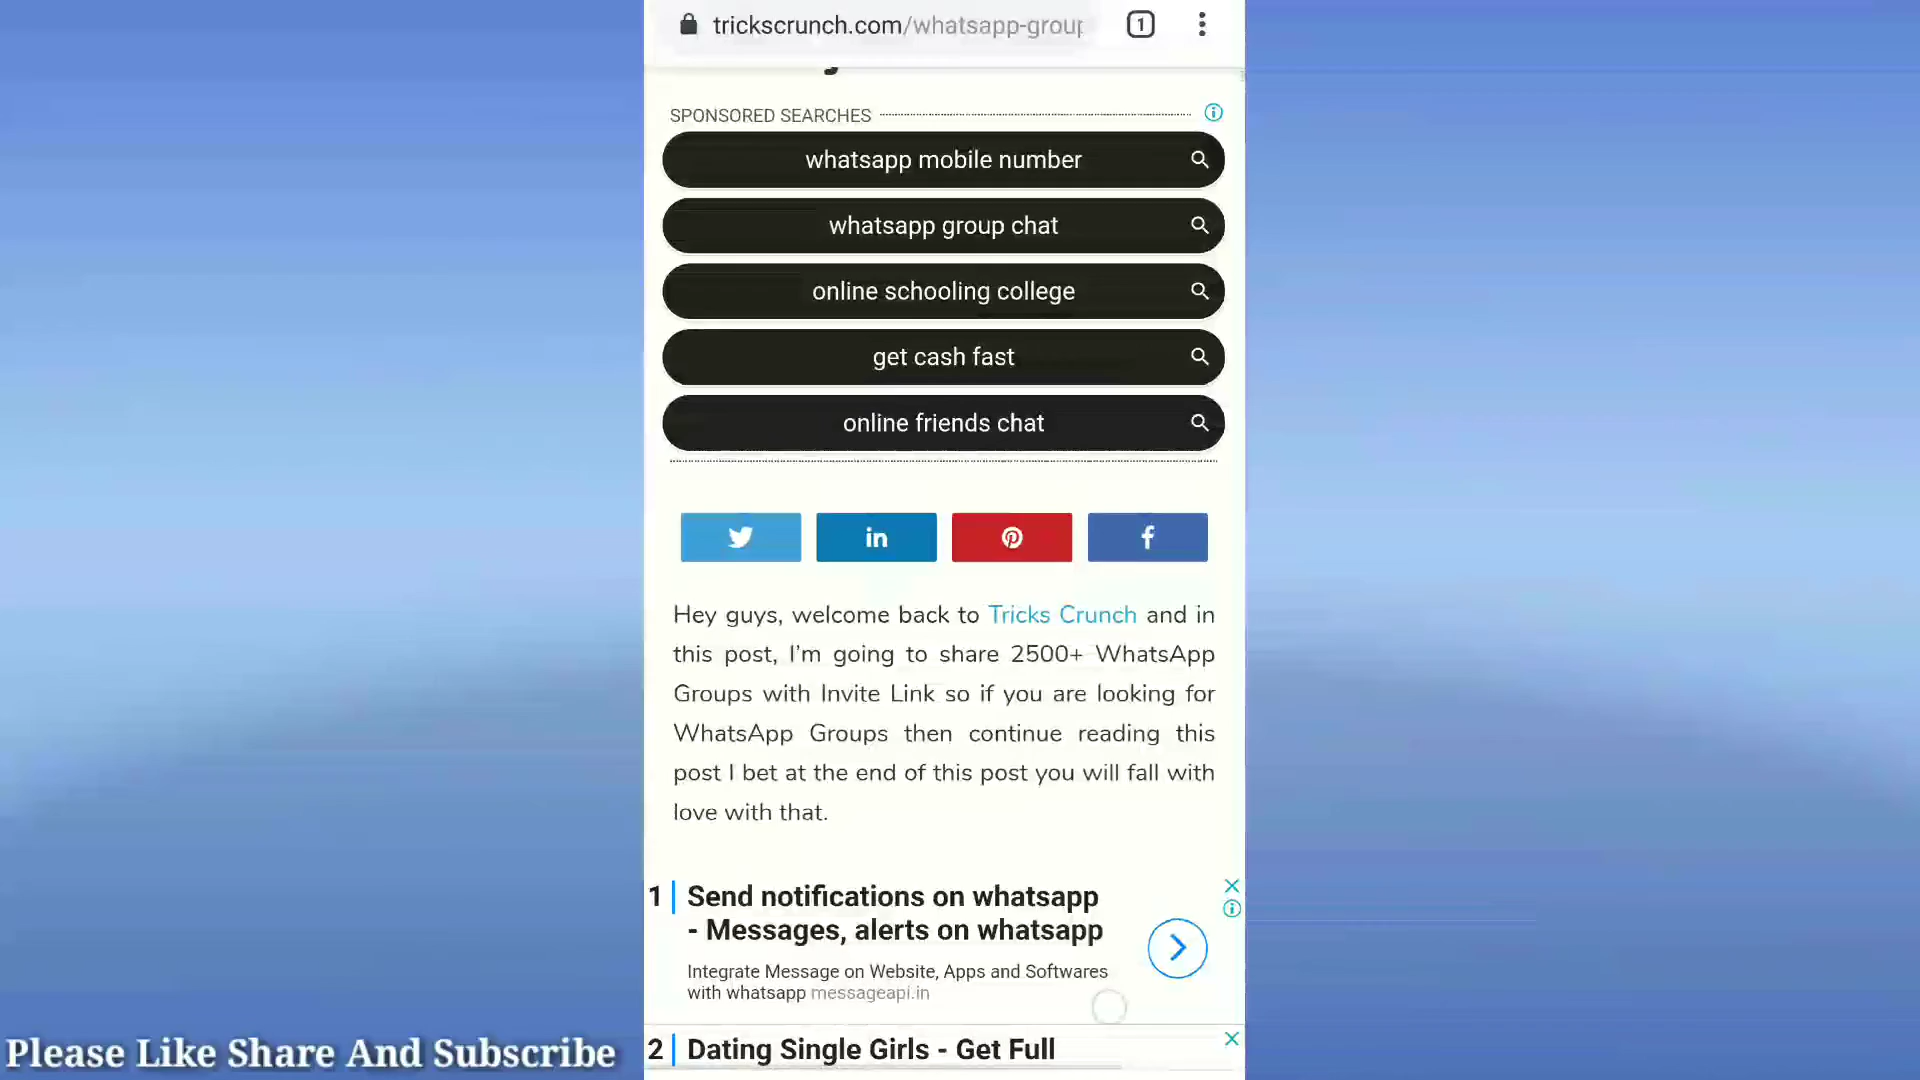 trickscrunch.com/whatsapp-group
1
SPONSORED SEARCHES
whatsapp mobile number
whatsapp group chat
online schooling college
get cash fast
online friends chat
in
Hey guys, welcome back to Tricks Crunch and in
this post, I'm going to share 2500+ WhatsApp
Groups with Invite Link so if you are looking for
WhatsApp Groups then continue reading this
post I bet at the end of this post you will fall with
love with that.
1 Send notifications on whatsapp
- Messages, alerts on whatsapp
Integrate Message on Website, Apps and Softwares
with whatsapp messageapi.in
2 Dating Single Girls - Get Full
Please Like Share And Subscribe